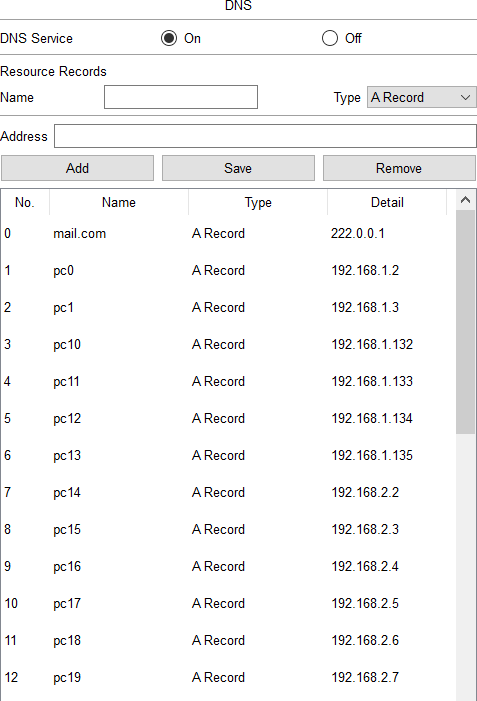 DNS
DNS Service On Off
Resource Records
Name Type A Record
Address
Add Save Remove
No. Name Type Detail
0 mail.com A Record 222.0.0.1
1 pc0 A Record 192.168.1.2
2 pc1 A Record 192.168.1.3
3 pc10 A Record 192.168.1.132
4 pc11 A Record 192.168.1.133
5 pc12 A Record 192.168.1.134
6 pc13 A Record 192.168.1.135
7 pc14 A Record 192.168.2.2
8 pc15 A Record 192.168.2.3
9 pc16 A Record 192.168.2.4
10 pc17 A Record 192.168.2.5
11 pc18 A Record 192.168.2.6
12 pc19 A Record 192.168.2.7